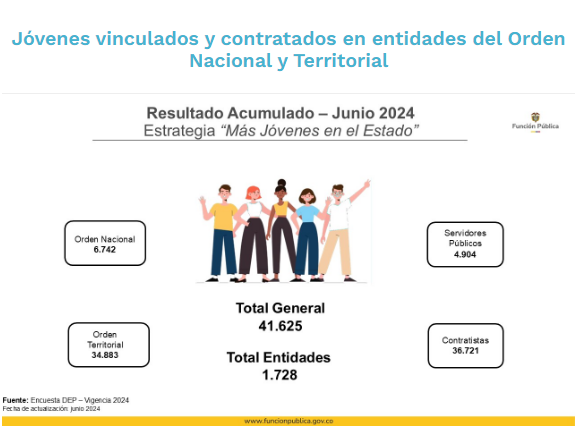 Jóvenes vinculados y contratados en entidades del Orden
Nacional y Territorial
Resultado Acumulado – Junio 2024
Estrategia “Más Jóvenes en el Estado”
Función Pública
Orden Nacional
6.742
Servidores
Públicos
4.904
Total General
41.625
Orden
Territorial
34.883
Contratistas
36.721
Total Entidades
1.728
Fuente: Encuesta DEP – Vigencia 2024
Fecha de actualización: junio 2024
www.funcionpublica.gov.co